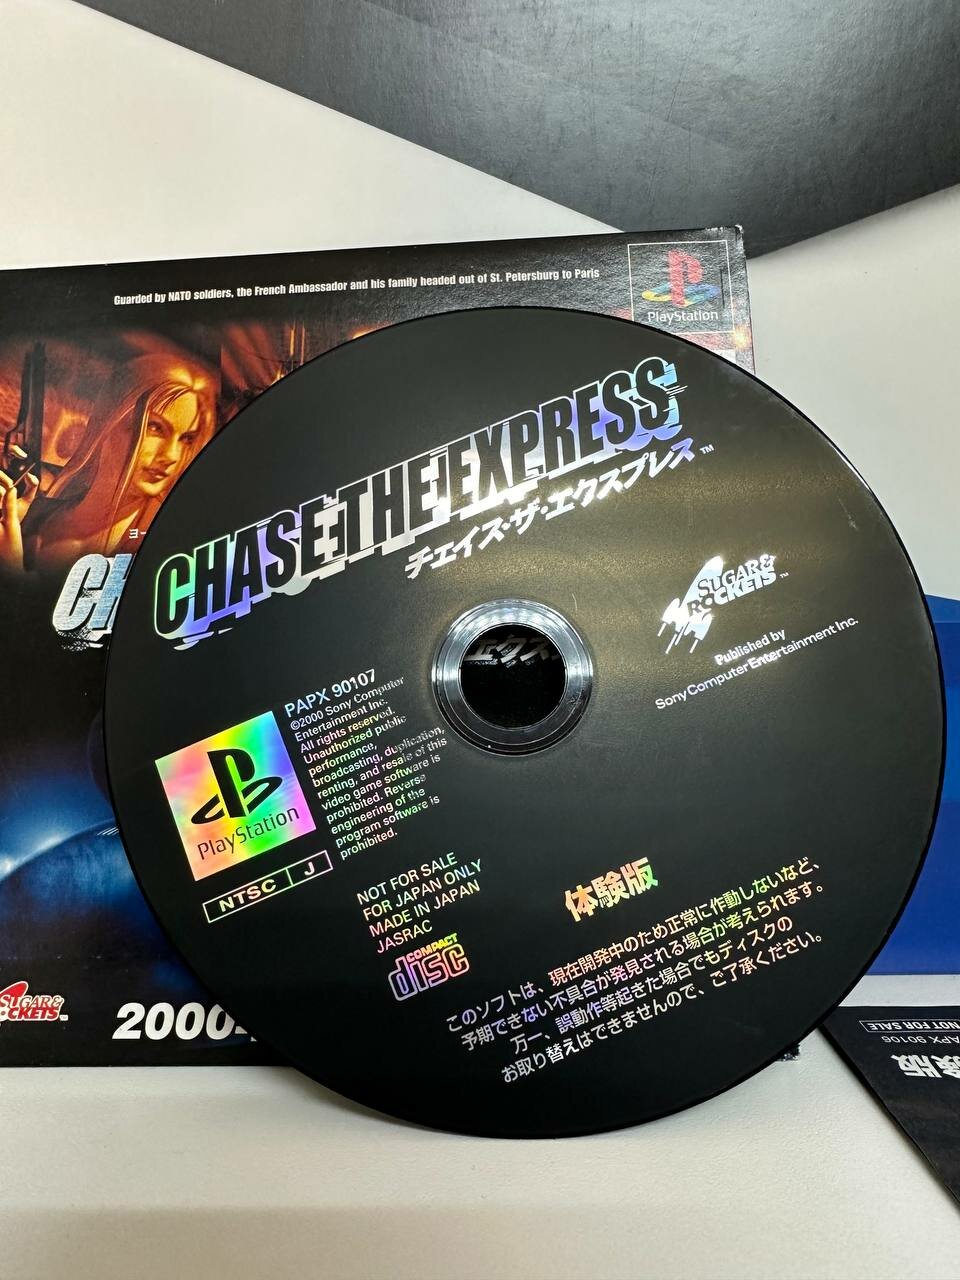 Guarded by NATO soldiers, the French Ambassador and his family headed out of St. Petersburg to Paris
PlayStation
CHASE THE EXPRESS
チェイス・ザ・エクスプレス™
SUGAR&
ROCKETS™
Published by
Sony Computer Entertainment Inc.
PAPX 90107
©2000 Sony Computer
Entertainment Inc.
All rights reserved.
Unauthorized public
performance,
broadcasting, duplication,
renting, and resale of this
video game software is
prohibited. Reverse
engineering of the
program software is
prohibited.
PlayStation
NTSC J
NOT FOR SALE
FOR JAPAN ONLY
MADE IN JAPAN
JASRAC
COMPACT
disc
体験版
このソフトは、現在開発中のため正常に作動しないなど、
予期できない不具合が発見される場合が考えられます。
万一、誤動作等起きた場合でもディスクの
お取り替えはできませんので、ご了承ください。
SUGAR&
ROCKETS™
2000
PAPX 90106
NOT FOR SALE
験版